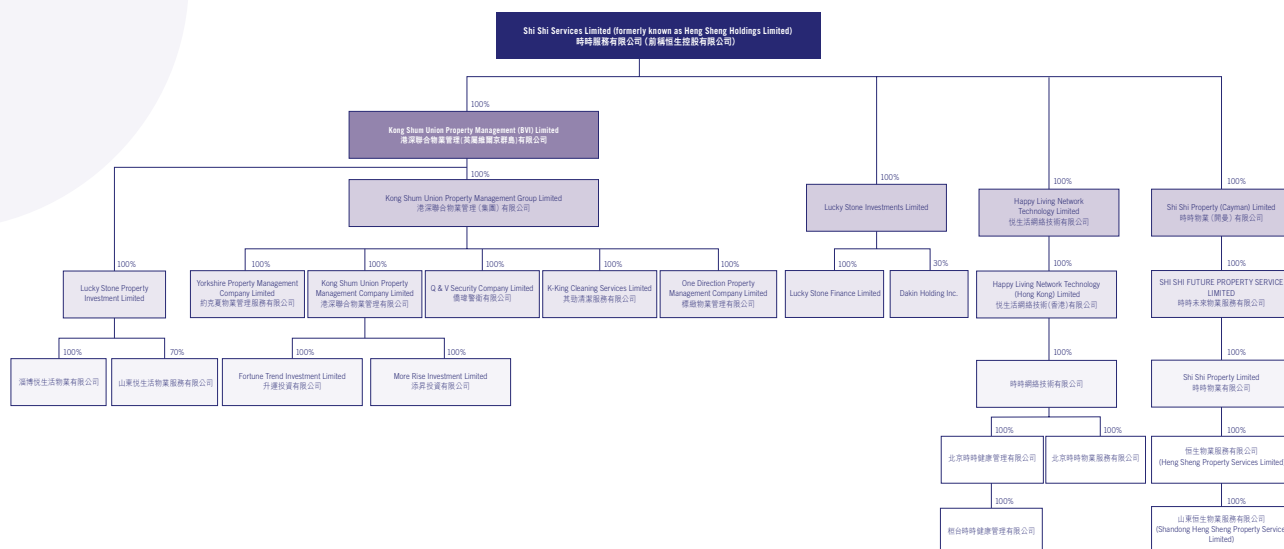 Shi Shi Services Limited (formerly known as Heng Sheng Holdings Limited)
時時服務有限公司 (前稱恒生控股有限公司)
100%
Kong Shum Union Property Management (BVI) Limited
港深聯合物業管理(英屬維爾京群島)有限公司
100%
Kong Shum Union Property Management Group Limited
港深聯合物業管理 (集團) 有限公司
100%
Lucky Stone Investments Limited
100%
Happy Living Network
Technology Limited
悅生活網絡技術有限公司
100%
Shi Shi Property (Cayman) Limited
時時物業 (開曼) 有限公司
100%
Lucky Stone Property
Investment Limited
100%
Yorkshire Property Management
Company Limited
約克夏物業管理服務有限公司
100%
Kong Shum Union Property
Management Company Limited
港深聯合物業管理有限公司
100%
Q & V Security Company Limited
僑瑋警衛有限公司
100%
K-King Cleaning Services Limited
其勁清潔服務有限公司
100%
One Direction Property
Management Company Limited
標緻物業管理有限公司
100%
Lucky Stone Finance Limited
30%
Dakin Holding Inc.
100%
Happy Living Network Technology
(Hong Kong) Limited
悅生活網絡技術(香港)有限公司
100%
SHI SHI FUTURE PROPERTY SERVICE
LIMITED
時時未來物業服務有限公司
100%
淄博悅生活物業有限公司
70%
山東悅生活物業服務有限公司
100%
Fortune Trend Investment Limited
升運投資有限公司
100%
More Rise Investment Limited
添昇投資有限公司
100%
時時網絡技術有限公司
100%
Shi Shi Property Limited
時時物業有限公司
100%
北京時時健康管理有限公司
100%
北京時時物業服務有限公司
100%
恒生物業服務有限公司
(Heng Sheng Property Services Limited)
100%
桓台時時健康管理有限公司
100%
山東恒生物業服務有限公司
(Shandong Heng Sheng Property Service
Limited)